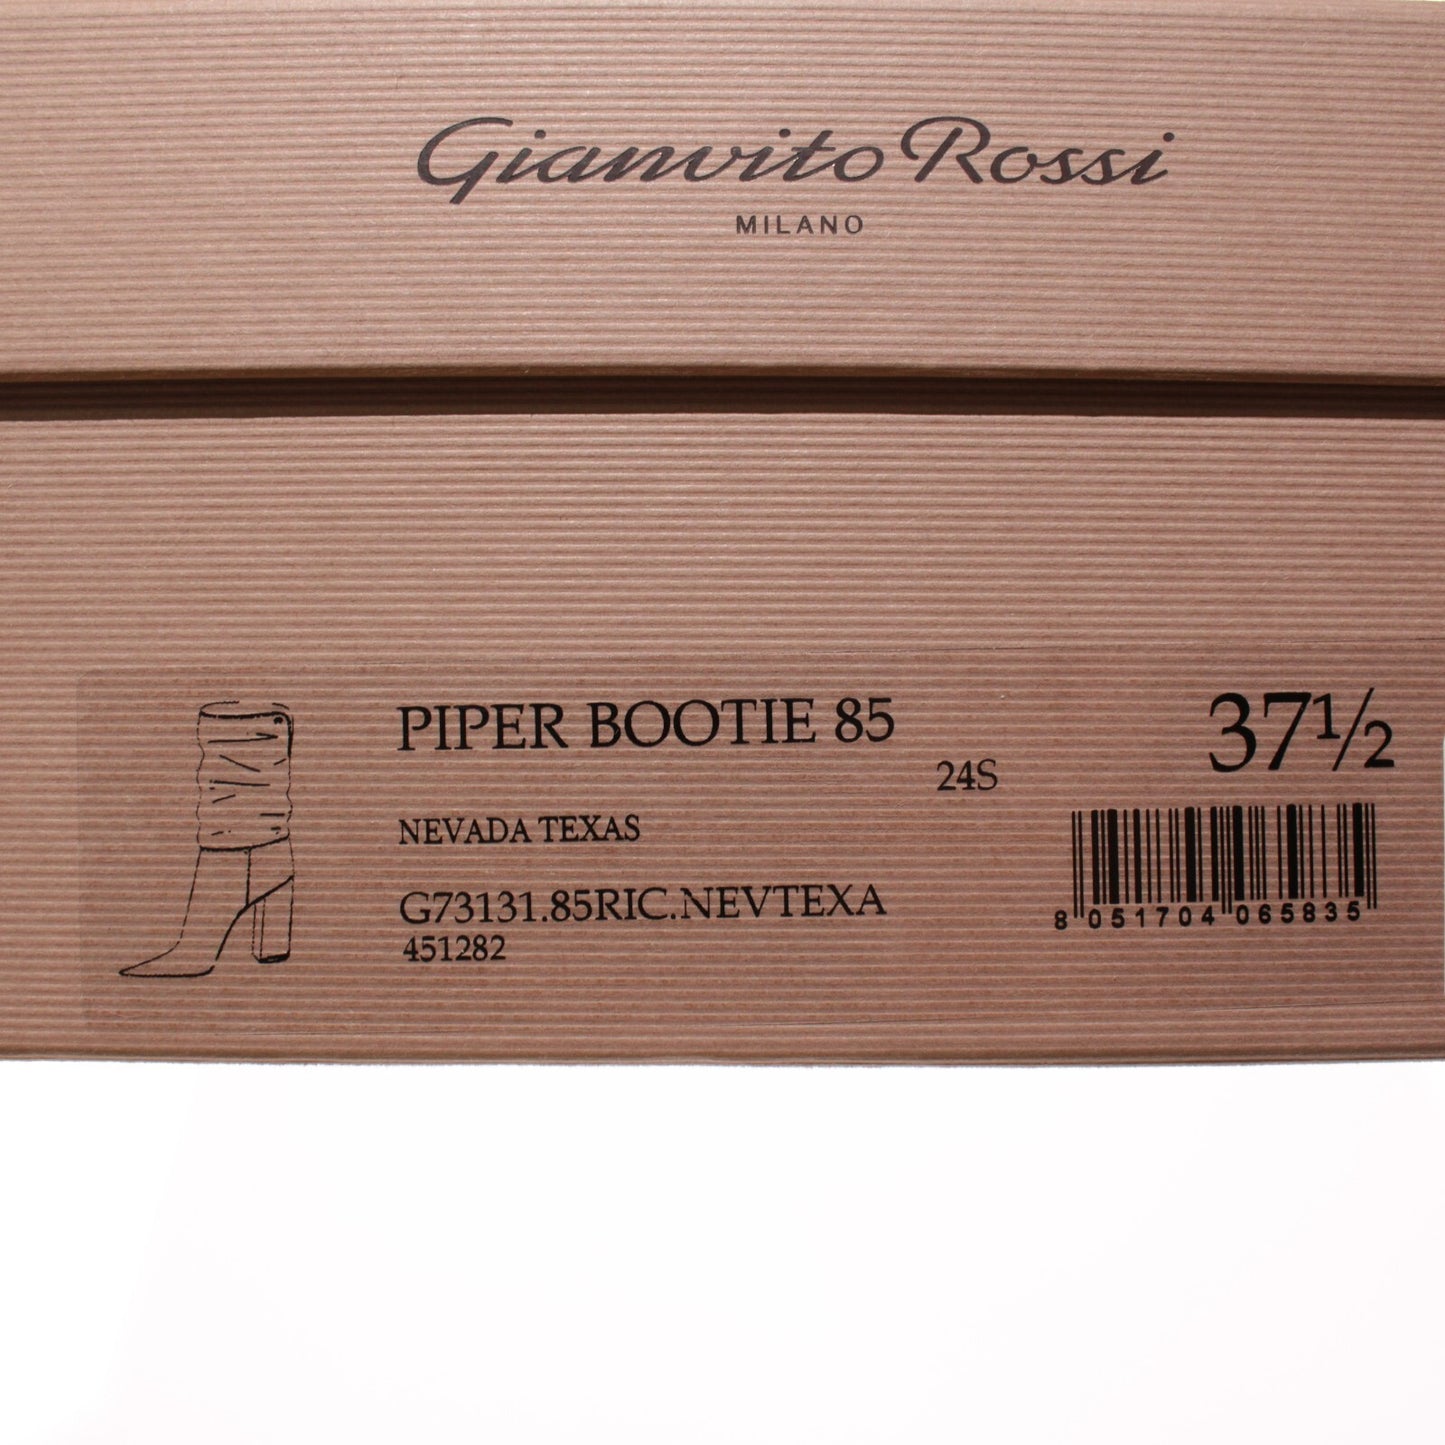 Gianvito Rossi
MILANO
PIPER BOOTIE 85
37½
24S
NEVADA TEXAS
G73131.85RIC.NEVTEXA
451282
8 051704 065835